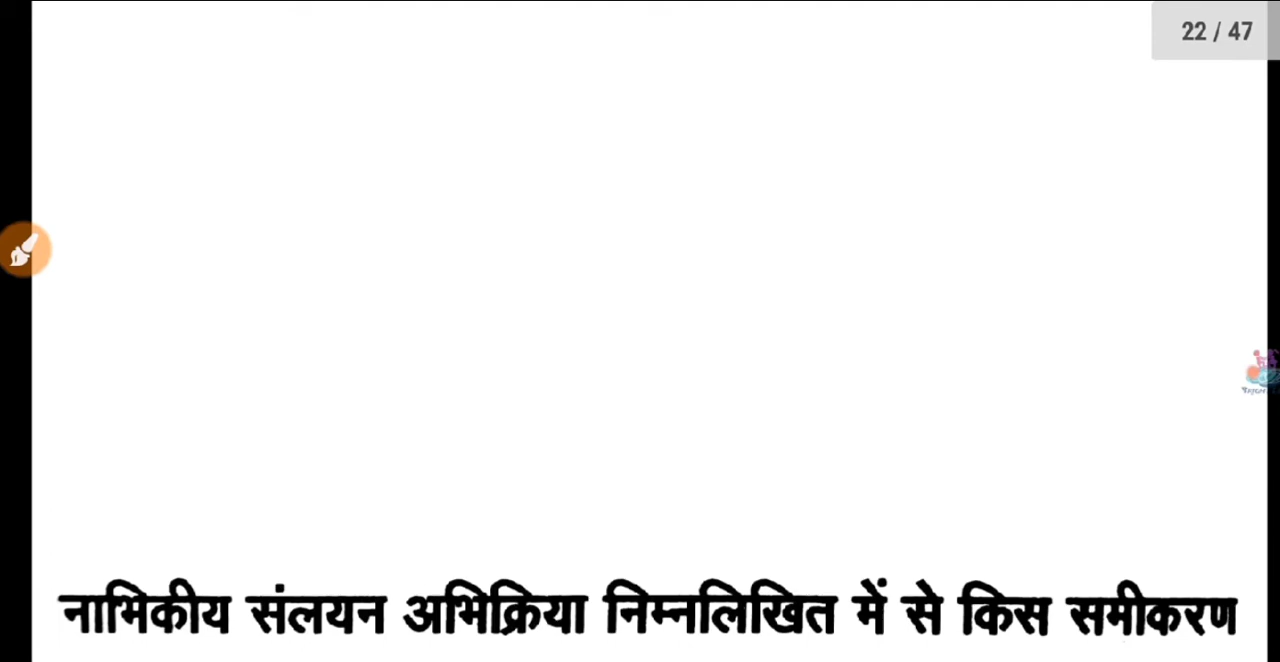 22 / 47
नाभिकीय संलयन अभिक्रिया निम्नलिखित में से किस समीकरण